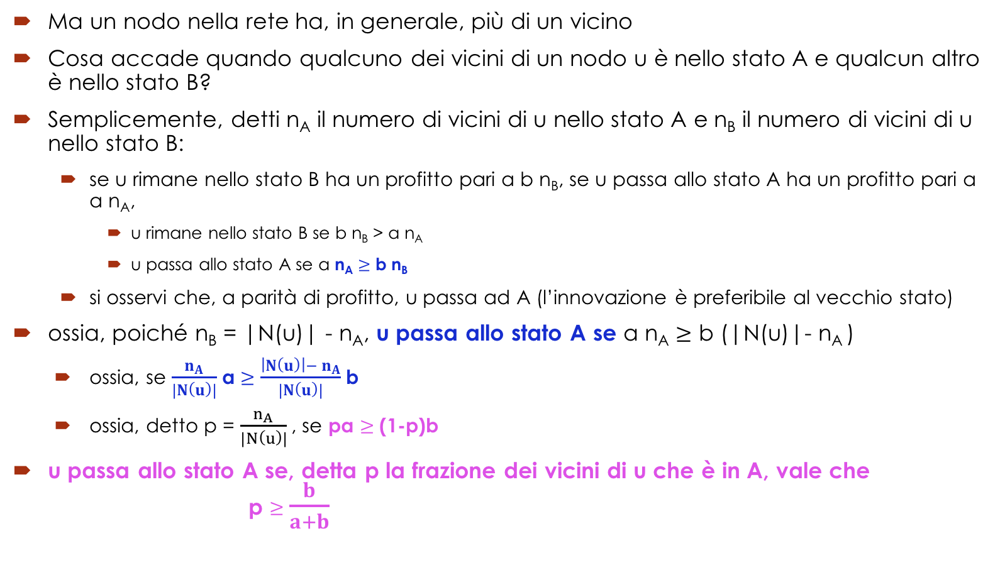 Ma un nodo nella rete ha, in generale, più di un vicino
Cosa accade quando qualcuno dei vicini di un nodo u è nello stato A e qualcun altro
è nello stato B?
Semplicemente, detti n_A il numero di vicini di u nello stato A e n_B il numero di vicini di u
nello stato B:
se u rimane nello stato B ha un profitto pari a b n_B, se u passa allo stato A ha un profitto pari a
a n_A,
u rimane nello stato B se b n_B > a n_A
u passa allo stato A se a n_A ≥ b n_B
si osservi che, a parità di profitto, u passa ad A (l’innovazione è preferibile al vecchio stato)
ossia, poiché n_B = |N(u)| - n_A, u passa allo stato A se a n_A ≥ b (|N(u)|- n_A )
ossia, se n_A/|N(u)| a ≥ (|N(u)|− n_A)/|N(u)| b
ossia, detto p = n_A/|N(u)| , se pa ≥ (1-p)b
u passa allo stato A se, detta p la frazione dei vicini di u che è in A, vale che
p ≥ b/(a+b)